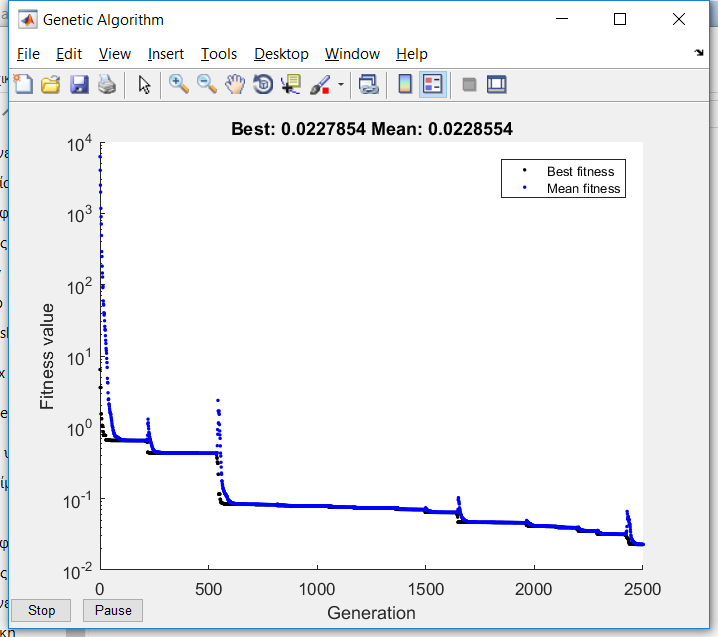 Genetic Algorithm
File Edit View Insert Tools Desktop Window Help
Best: 0.0227854 Mean: 0.0228554
10^4
10^3
10^2
10^1
10^0
10^-1
10^-2
Fitness value
Best fitness
Mean fitness
0 500 1000 1500 2000 2500
Generation
Stop Pause